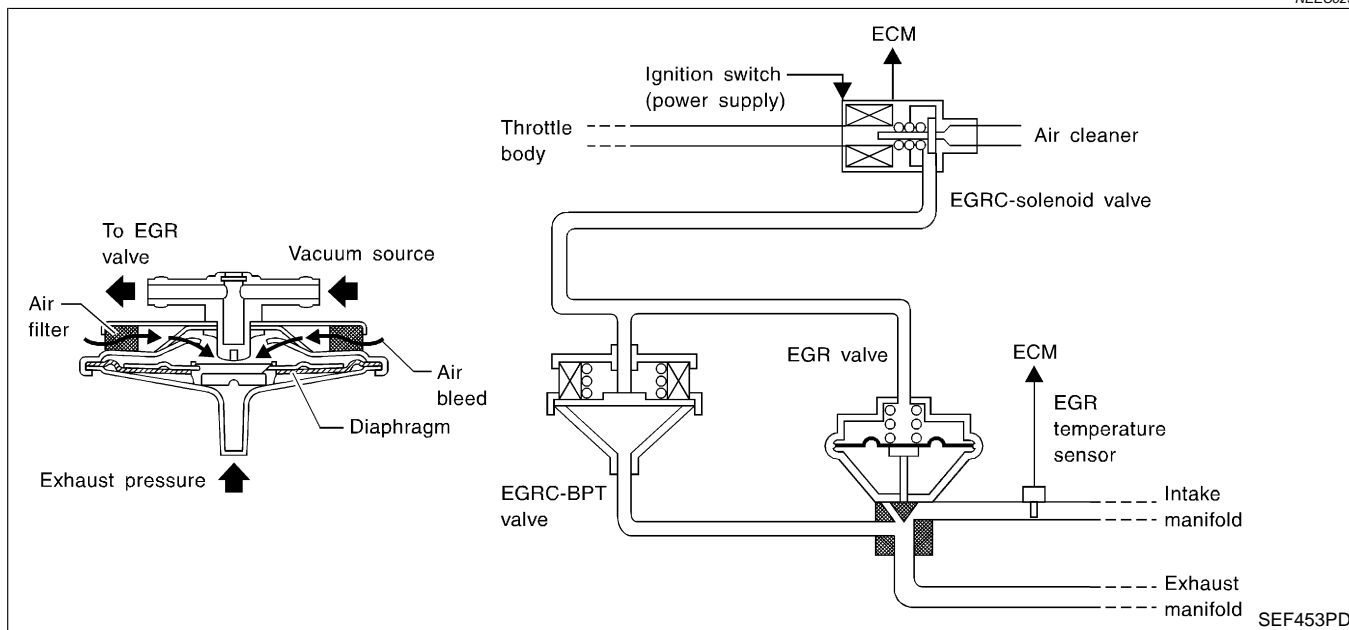 ECM
Ignition switch
(power supply)
Throttle
body
Air cleaner
EGRC-solenoid valve
To EGR
valve
Vacuum source
Air
filter
Air
bleed
Diaphragm
Exhaust pressure
EGR valve
ECM
EGR
temperature
sensor
EGRC-BPT
valve
Intake
manifold
Exhaust
manifold
SEF453PD